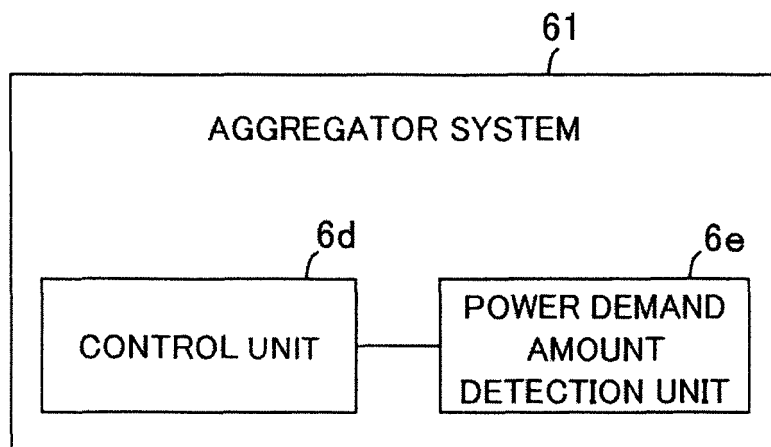 61
AGGREGATOR SYSTEM
6d
CONTROL UNIT
6e
POWER DEMAND
AMOUNT
DETECTION UNIT